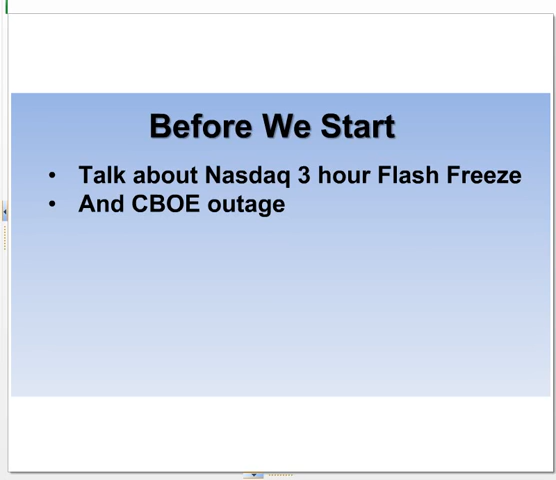 Before We Start
• Talk about Nasdaq 3 hour Flash Freeze
• And CBOE outage